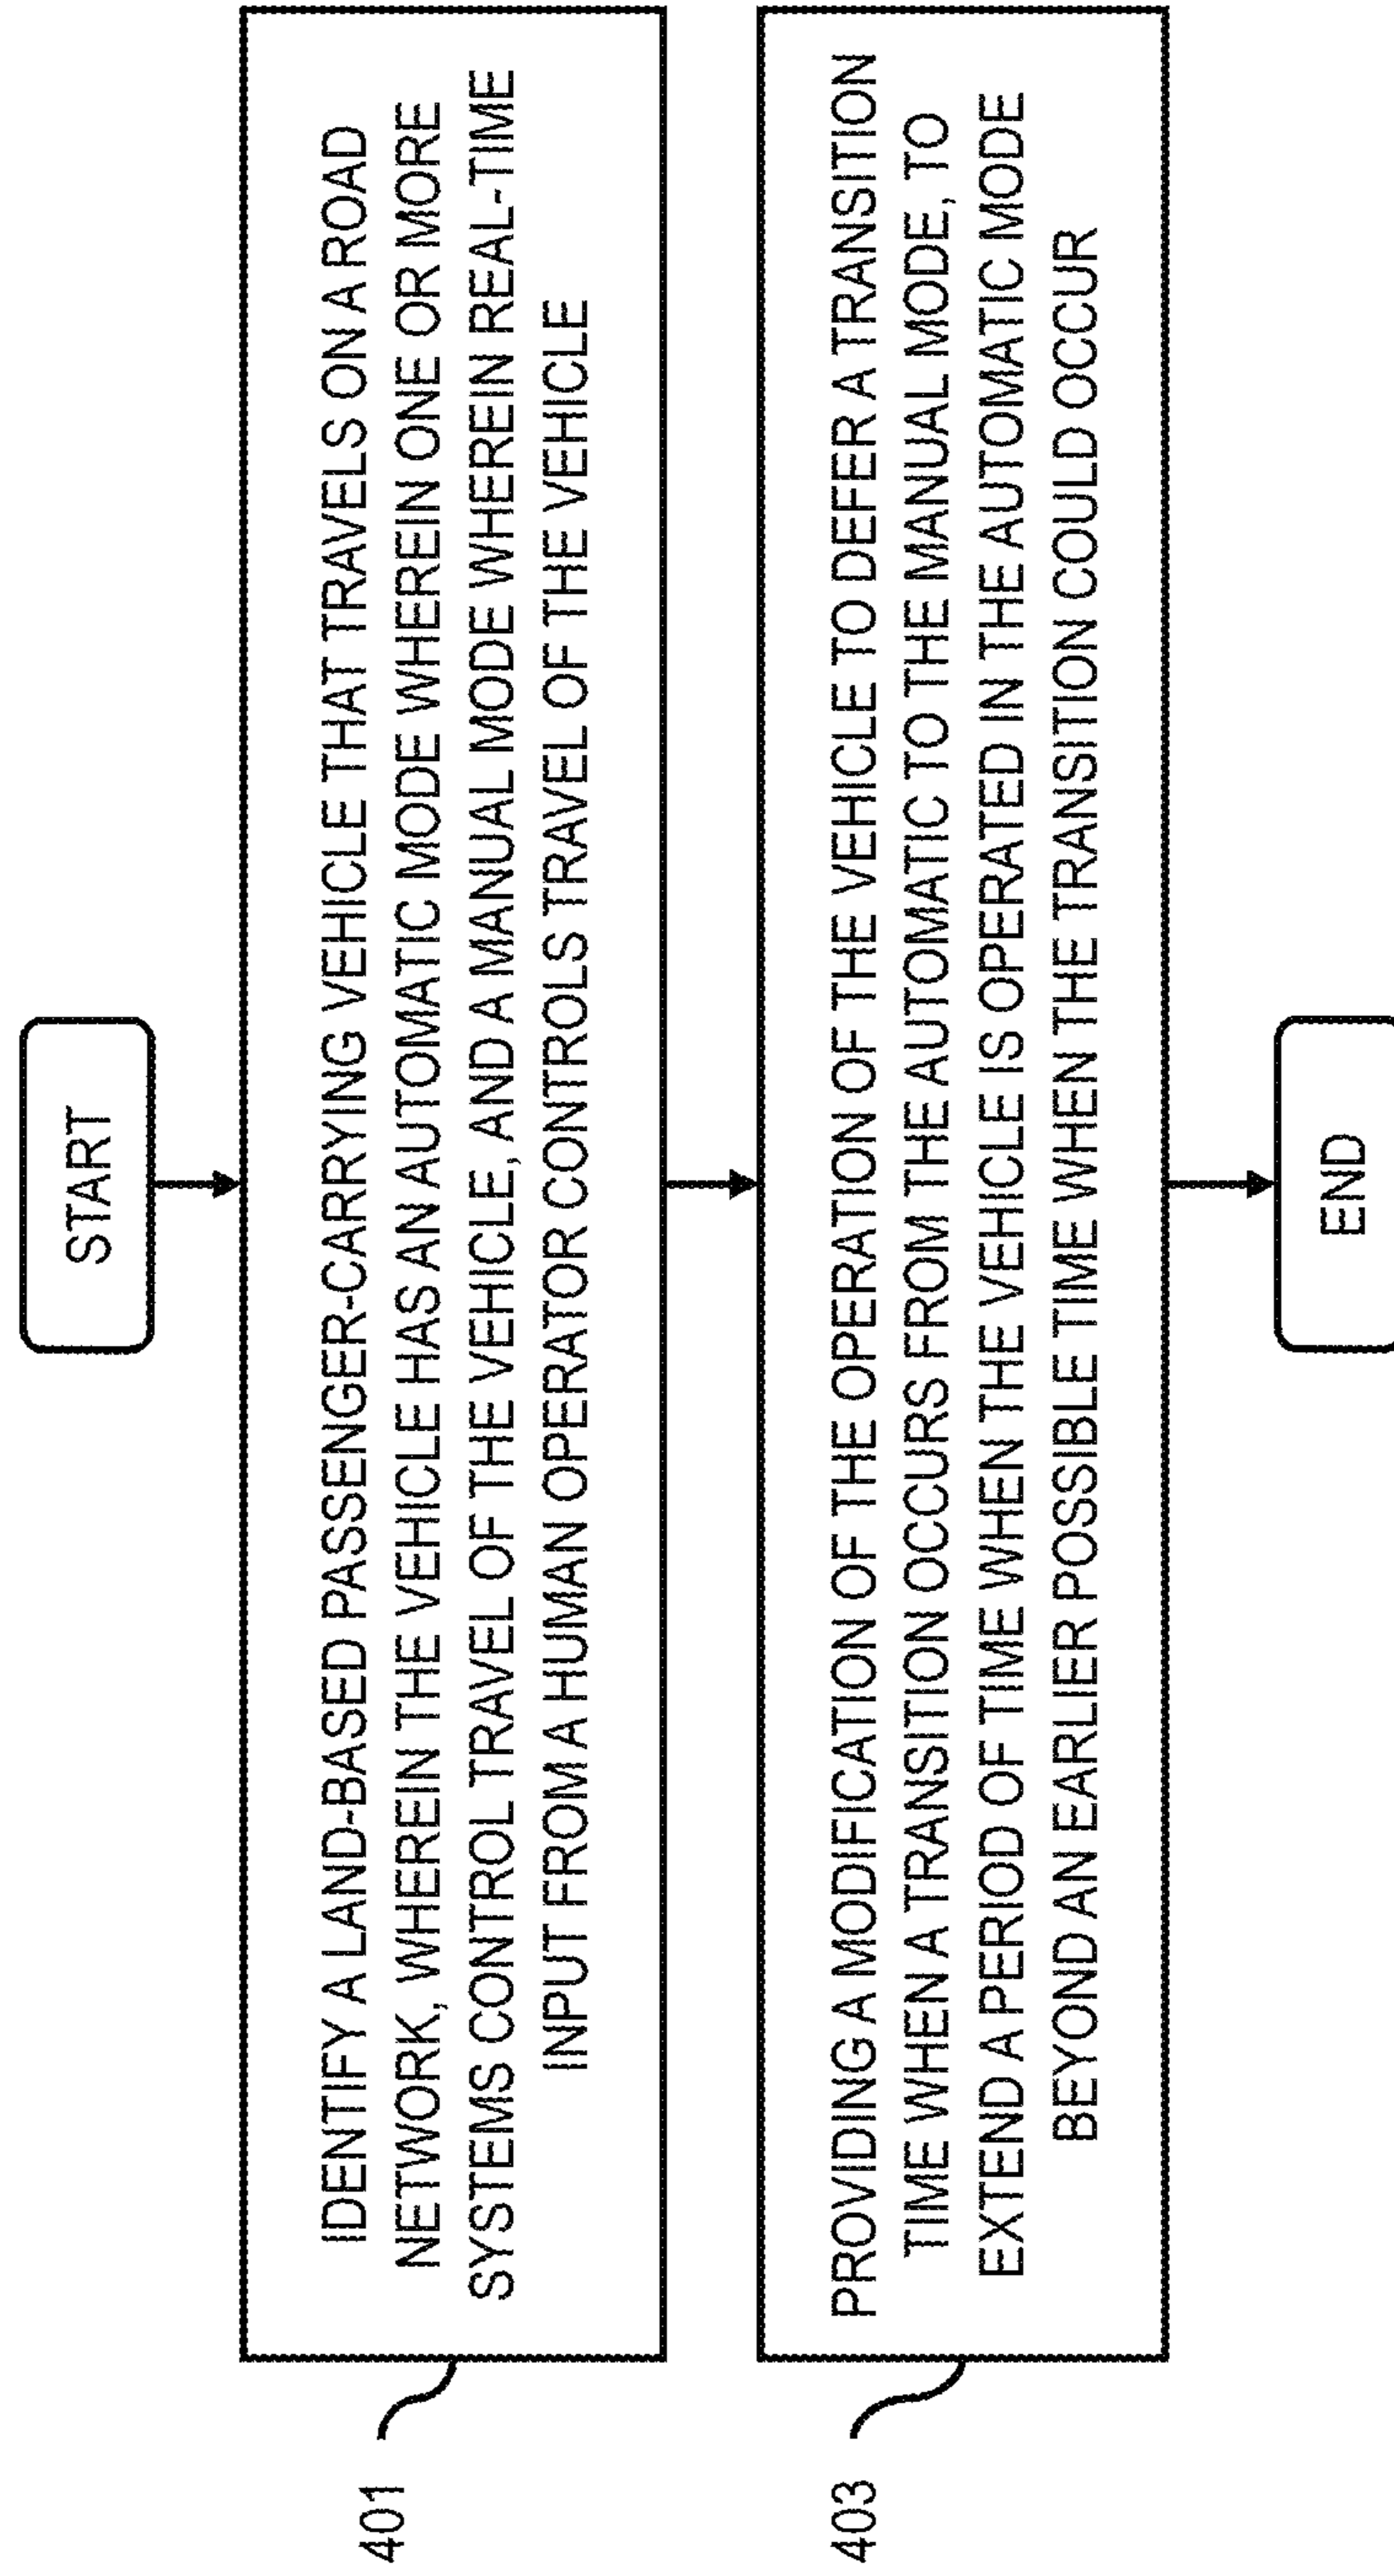 START
401
IDENTIFY A LAND-BASED PASSENGER-CARRYING VEHICLE THAT TRAVELS ON A ROAD
NETWORK, WHEREIN THE VEHICLE HAS AN AUTOMATIC MODE WHEREIN ONE OR MORE
SYSTEMS CONTROL TRAVEL OF THE VEHICLE, AND A MANUAL MODE WHEREIN REAL-TIME
INPUT FROM A HUMAN OPERATOR CONTROLS TRAVEL OF THE VEHICLE
403
PROVIDING A MODIFICATION OF THE OPERATION OF THE VEHICLE TO DEFER A TRANSITION
TIME WHEN A TRANSITION OCCURS FROM THE AUTOMATIC TO THE MANUAL MODE, TO
EXTEND A PERIOD OF TIME WHEN THE VEHICLE IS OPERATED IN THE AUTOMATIC MODE
BEYOND AN EARLIER POSSIBLE TIME WHEN THE TRANSITION COULD OCCUR
END